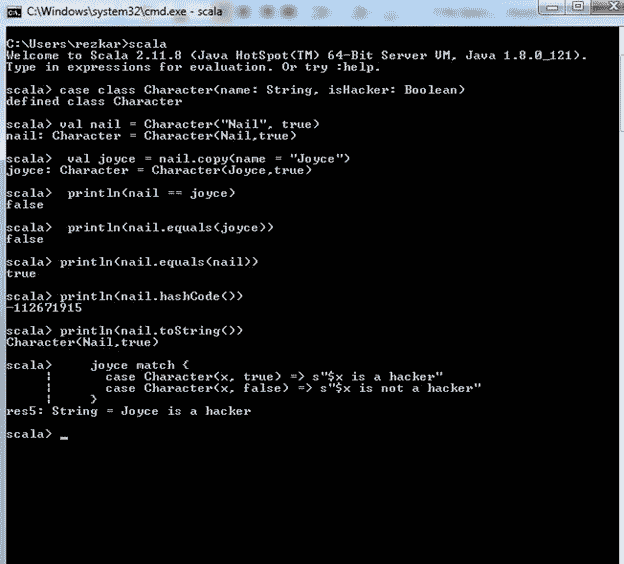 C:\Windows\system32\cmd.exe - scala
C:\Users\rezkar>scala
Welcome to Scala 2.11.8 (Java HotSpot(TM) 64-Bit Server VM, Java 1.8.0_121).
Type in expressions for evaluation. Or try :help.
scala> case class Character(name: String, isHacker: Boolean)
defined class Character
scala> val nail = Character("Nail", true)
nail: Character = Character(Nail,true)
scala>  val joyce = nail.copy(name = "Joyce")
joyce: Character = Character(Joyce,true)
scala>  println(nail == joyce)
false
scala>  println(nail.equals(joyce))
false
scala> println(nail.equals(nail))
true
scala> println(nail.hashCode())
-112671915
scala> println(nail.toString())
Character(Nail,true)
scala>     joyce match {
     |       case Character(x, true) => s"$x is a hacker"
     |       case Character(x, false) => s"$x is not a hacker"
     |     }
res5: String = Joyce is a hacker
scala> _